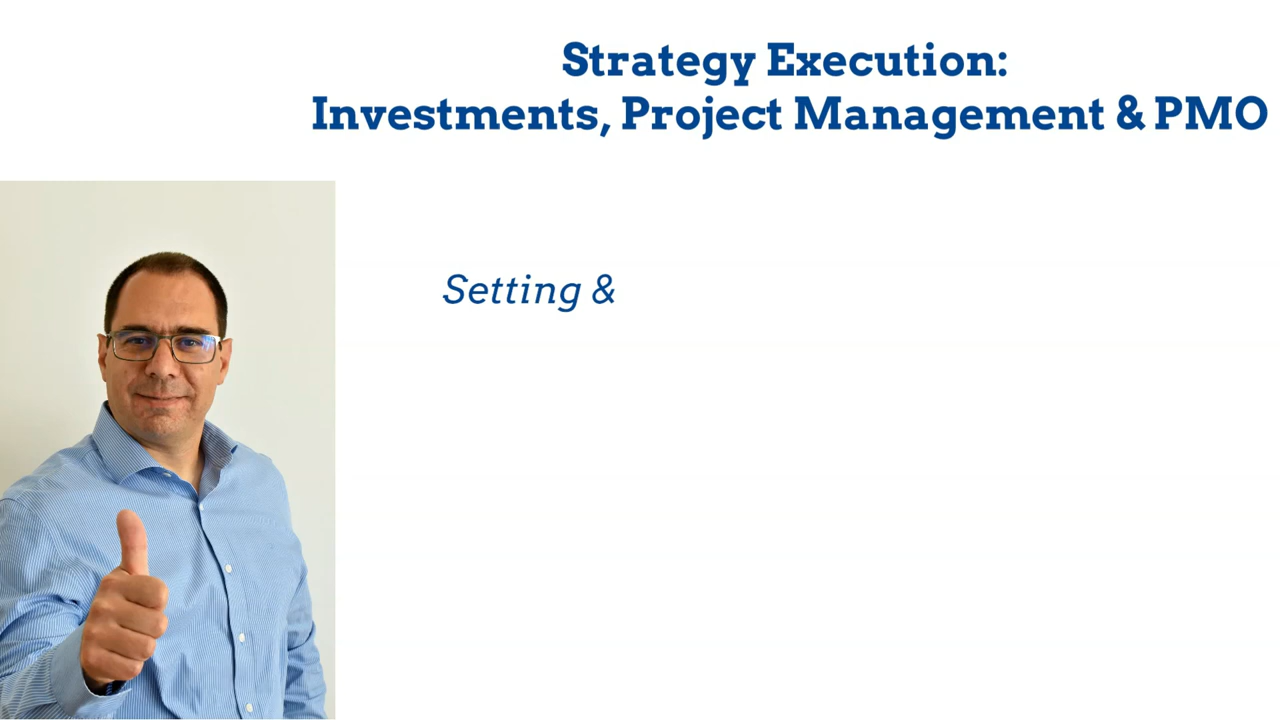 Strategy Execution:
Investments, Project Management & PMO
Setting &